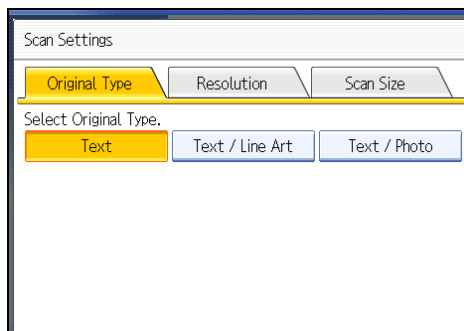 Scan Settings
Original Type Resolution Scan Size
Select Original Type.
Text Text / Line Art Text / Photo